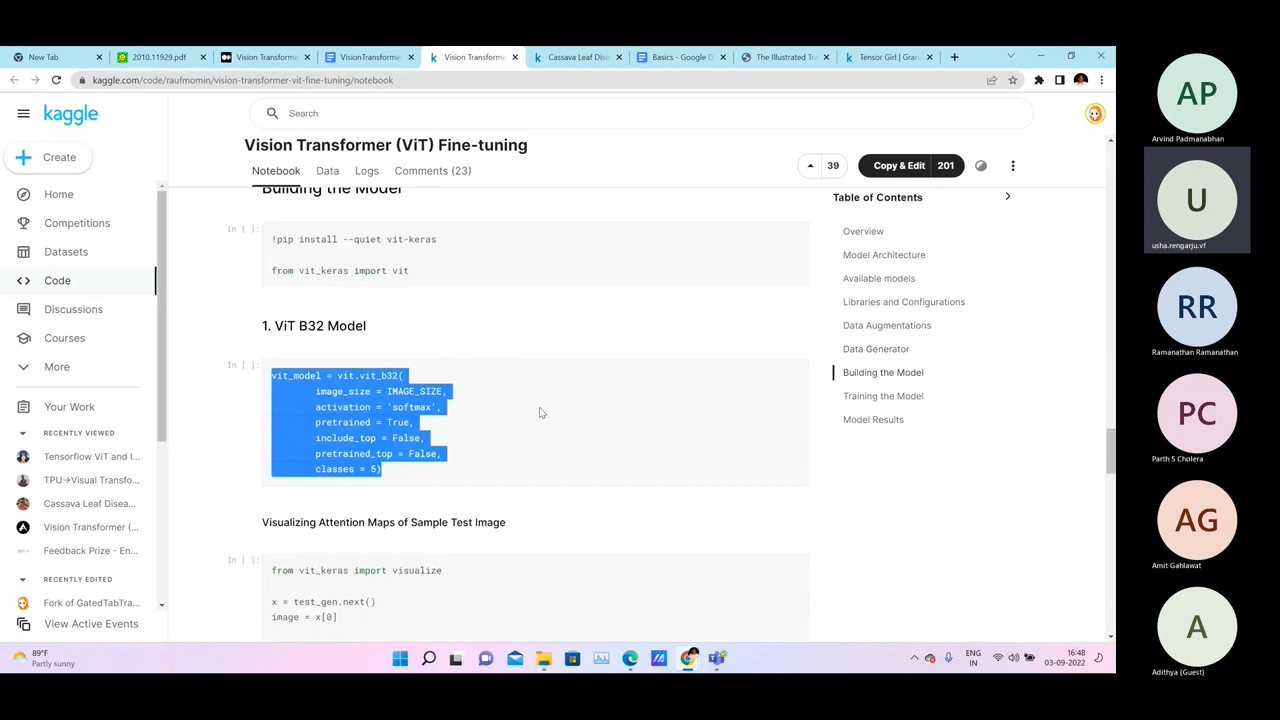 New Tab
2010.11929.pdf
Vision Transforme
VisionTransforme
Vision Transforme
Cassava Leaf Disea
Basics - Google D
The Illustrated Tra
Tensor Girl | Gran
kaggle.com/code/raufmomin/vision-transformer-vit-fine-tuning/notebook
kaggle
Search
Create
Home
Competitions
Datasets
Code
Discussions
Courses
More
Your Work
RECENTLY VIEWED
Tensorflow ViT and I...
TPU→Visual Transfo...
Cassava Leaf Disea...
Vision Transformer (...
Feedback Prize - En...
RECENTLY EDITED
Fork of GatedTabTra...
View Active Events
Vision Transformer (ViT) Fine-tuning
39
Copy & Edit 201
Notebook Data Logs Comments (23)
Building the Model
In [ ]:
!pip install --quiet vit-keras
from vit_keras import vit
1. ViT B32 Model
In [ ]:
vit_model = vit.vit_b32(
image_size = IMAGE_SIZE,
activation = 'softmax',
pretrained = True,
include_top = False,
pretrained_top = False,
classes = 5)
Visualizing Attention Maps of Sample Test Image
In [ ]:
from vit_keras import visualize
x = test_gen.next()
image = x[0]
Table of Contents
Overview
Model Architecture
Available models
Libraries and Configurations
Data Augmentations
Data Generator
Building the Model
Training the Model
Model Results
89°F
Partly sunny
ENG
IN
16:48
03-09-2022
AP
Arvind Padmanabhan
U
usha.rengarju.vf
RR
Ramanathan Ramanathan
PC
Parth S Cholera
AG
Amit Gahlawat
A
Adithya (Guest)